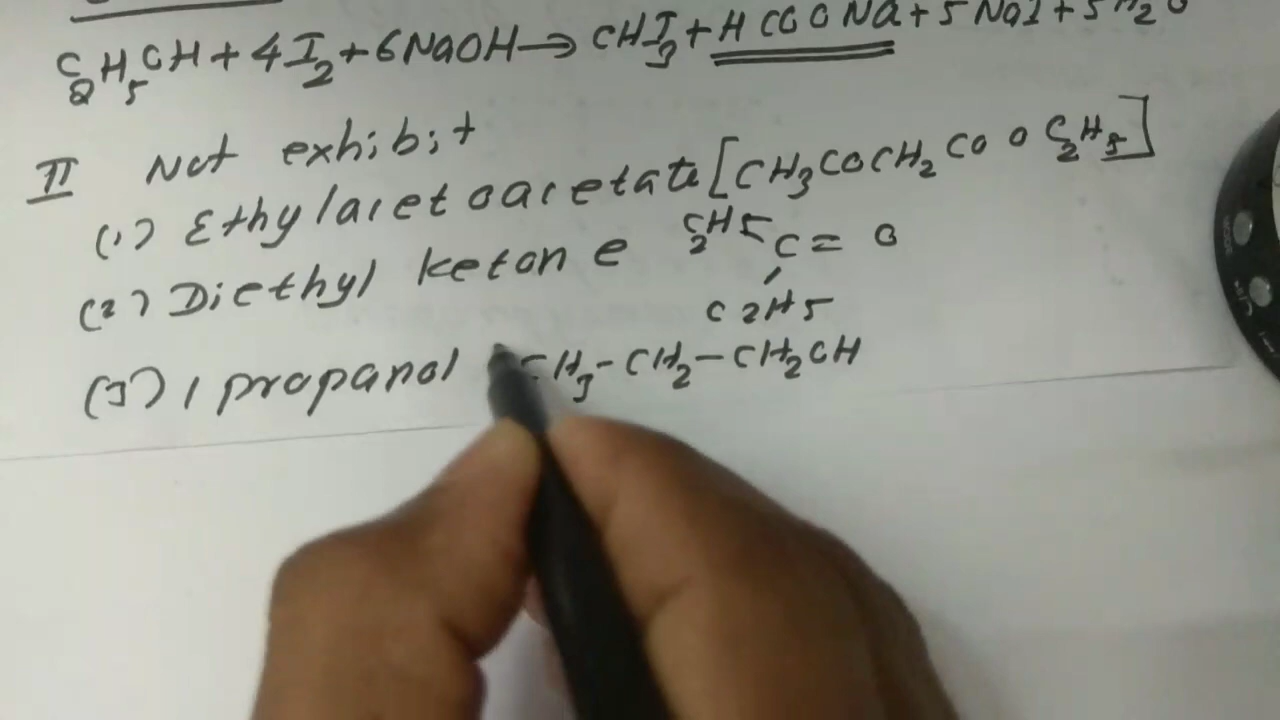 C2H5OH + 4I2 + 6NaOH → CHI3 + HCOONa + 5NaI + 5H2O
II Not exhibit
(1) Ethylacetoacetate [CH3COCH2COOC2H5]
(2) Diethyl ketone C2H5 C = O
C2H5
(3) 1 propanol CH3-CH2-CH2OH